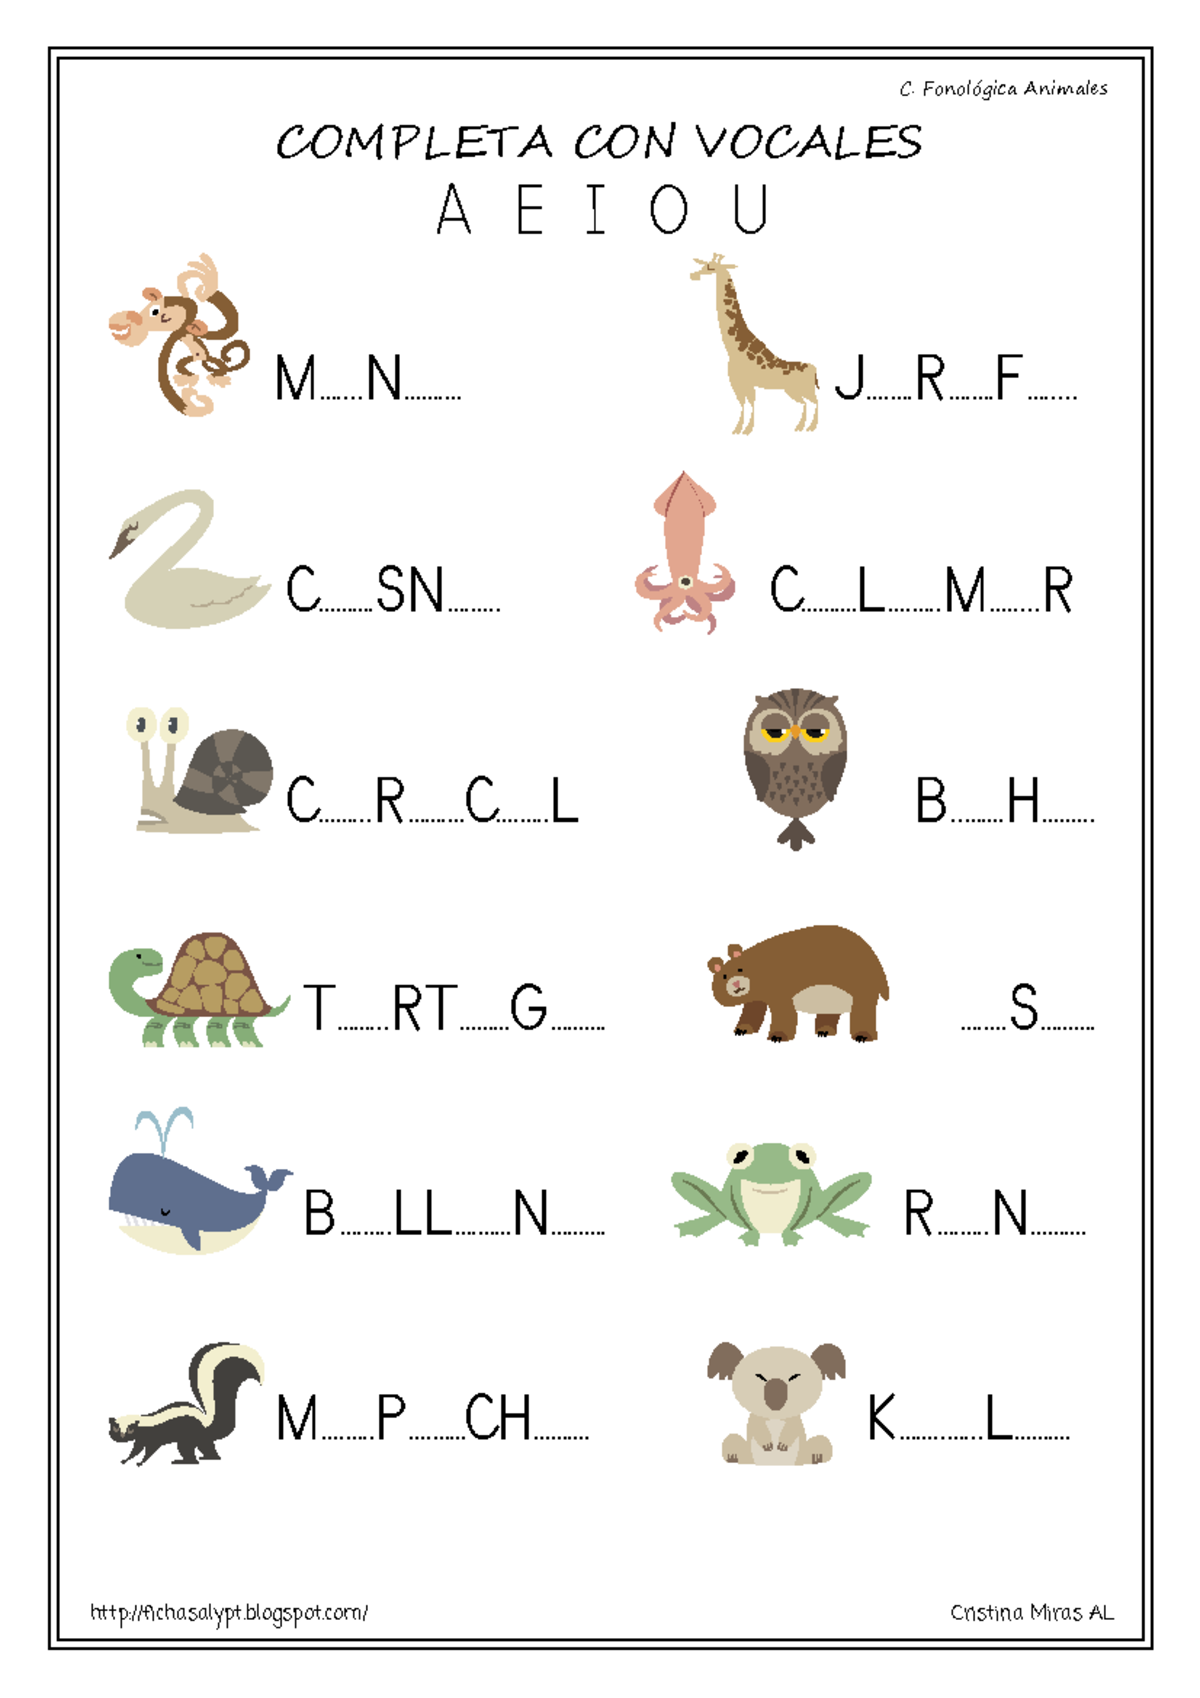 C. Fonológica Animales
COMPLETA CON VOCALES
A E I O U
M.......N.........
J........R........F........
C.........SN.........
C.........L.........M.........R
C.........R.........C.........L
B.........H.........
T.........RT.........G.........
........S.........
B.........LL.........N.........
R.........N.........
M.........P.........CH.........
K..............L.........
http://fichasalypt.blogspot.com/
Cristina Miras AL